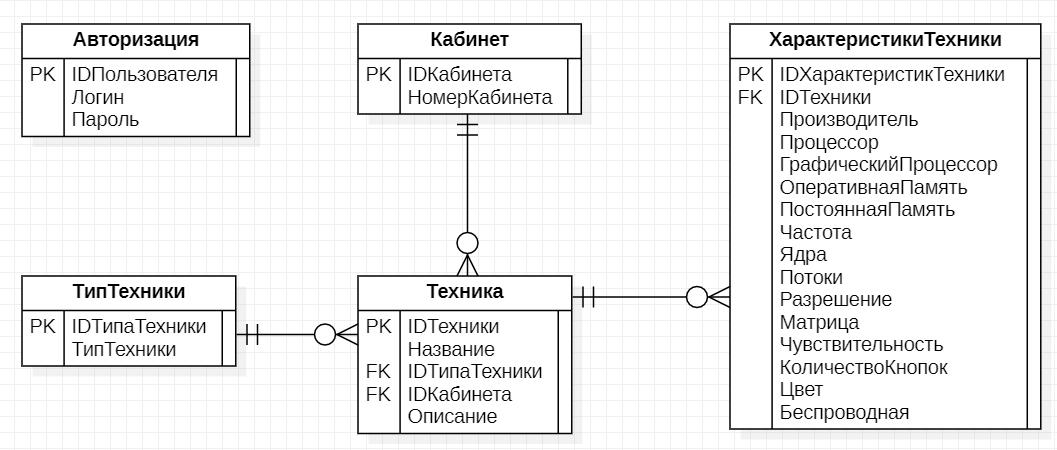 Авторизация
PK IDПользователя
Логин
Пароль
Кабинет
PK IDКабинета
НомерКабинета
ХарактеристикиТехники
PK IDХарактеристикТехники
FK IDТехники
Производитель
Процессор
ГрафическийПроцессор
ОперативнаяПамять
ПостояннаяПамять
Частота
Ядра
Потоки
Разрешение
Матрица
Чувствительность
КоличествоКнопок
Цвет
Беспроводная
ТипТехники
PK IDТипаТехники
ТипТехники
Техника
PK IDТехники
Название
FK IDТипаТехники
FK IDКабинета
Описание